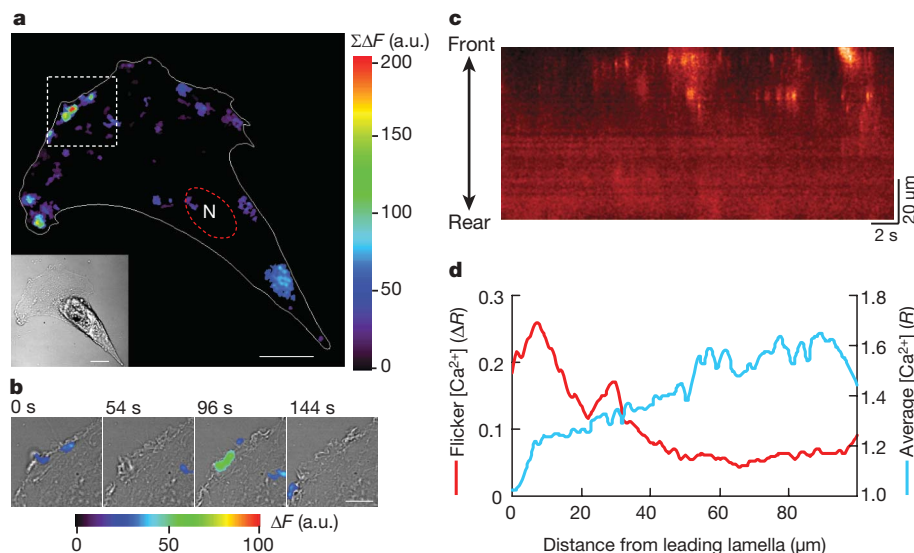 a
ΣΔF (a.u.)
200
150
100
50
0
N
b
0 s
54 s
96 s
144 s
0
50
100
ΔF (a.u.)
c
Front
Rear
20 μm
2 s
d
0.3
0.2
0.1
0
Flicker [Ca2+] (ΔR)
1.8
1.6
1.4
1.2
1.0
Average [Ca2+] (R)
0
20
40
60
80
Distance from leading lamella (μm)